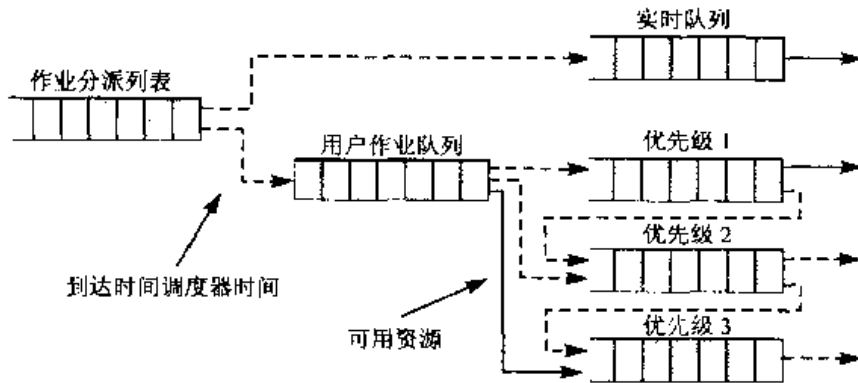 实时队列
作业分派列表
用户作业队列
优先级 1
优先级 2
到达时间调度器时间
可用资源
优先级 3